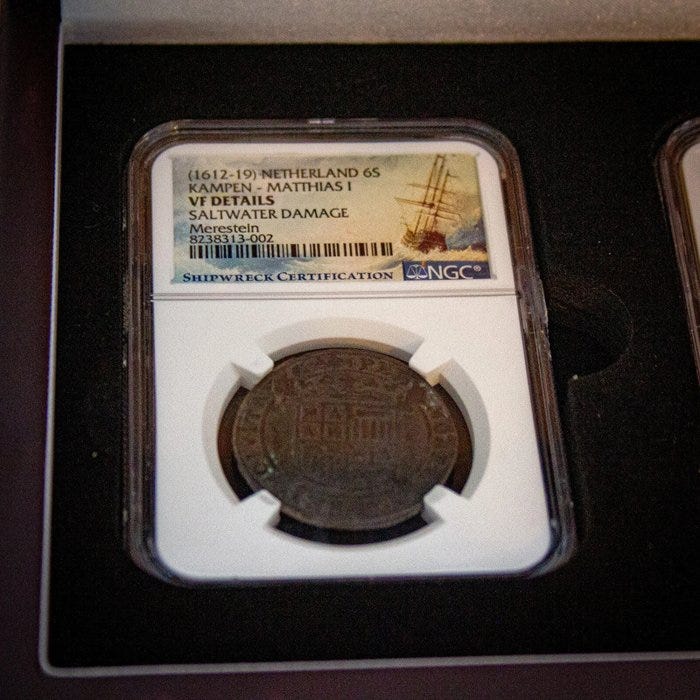 (1612-19) NETHERLAND 6S
KAMPEN - MATTHIAS I
VF DETAILS
SALTWATER DAMAGE
Merestein
8238313-002
SHIPWRECK CERTIFICATION NGC®